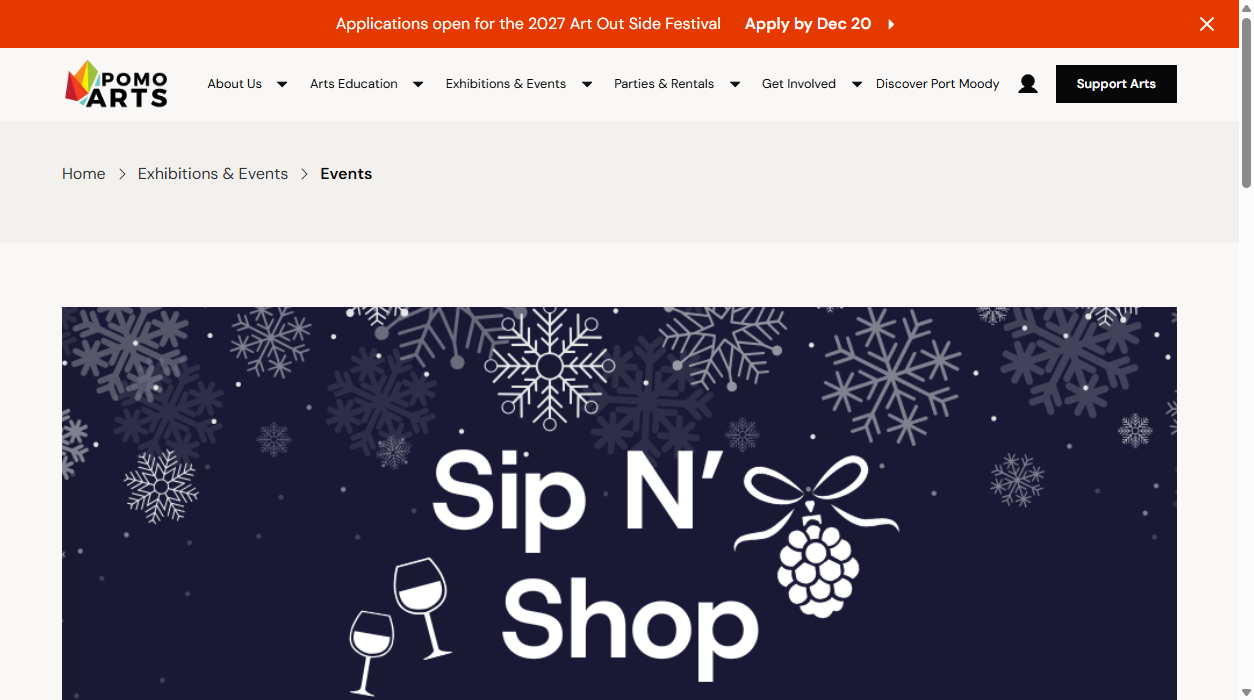 Applications open for the 2027 Art Out Side Festival Apply by Dec 20
POMO
ARTS
About Us Arts Education Exhibitions & Events Parties & Rentals Get Involved Discover Port Moody Support Arts
Home Exhibitions & Events Events
Sip N'
Shop